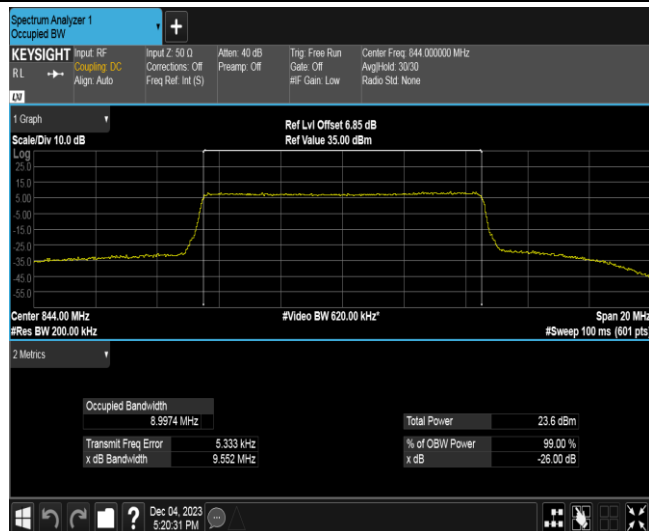 Spectrum Analyzer 1
Occupied BW
+
KEYSIGHT Input: RF Input Z: 50 Ω Atten: 40 dB Trig: Free Run Center Freq: 844.000000 MHz
RL Coupling: DC Corrections: Off Preamp: Off Gate: Off Avg|Hold: 30/30
Align: Auto Freq Ref: Int (S) #IF Gain: Low Radio Std: None
LXI
1 Graph
Ref Lvl Offset 6.85 dB
Scale/Div 10.0 dB Ref Value 35.00 dBm
Log
25.0
15.0
5.00
-5.00
-15.0
-25.0
-35.0
-45.0
-55.0
Center 844.00 MHz #Video BW 620.00 kHz* Span 20 MHz
#Res BW 200.00 kHz #Sweep 100 ms (601 pts)
2 Metrics
Occupied Bandwidth
8.9974 MHz Total Power 23.6 dBm
Transmit Freq Error 5.333 kHz % of OBW Power 99.00 %
x dB Bandwidth 9.552 MHz x dB -26.00 dB
? Dec 04, 2023
5:20:31 PM